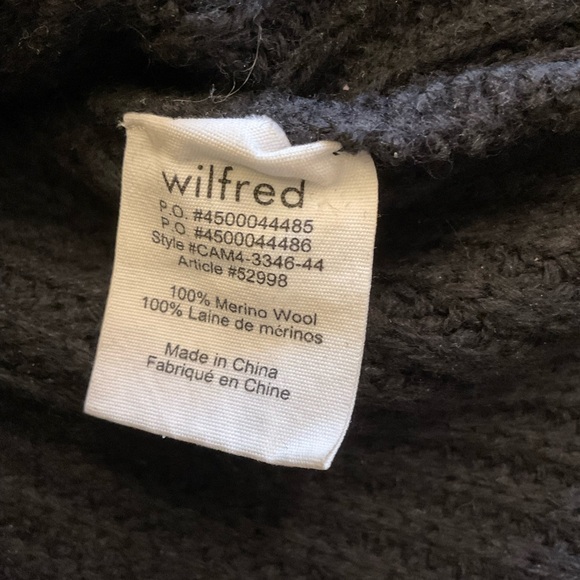 wilfred
P.O. #4500044485
P.O. #4500044486
Style #CAM4-3346-44
Article #52998
100% Merino Wool
100% Laine de mérinos
Made in China
Fabriqué en Chine